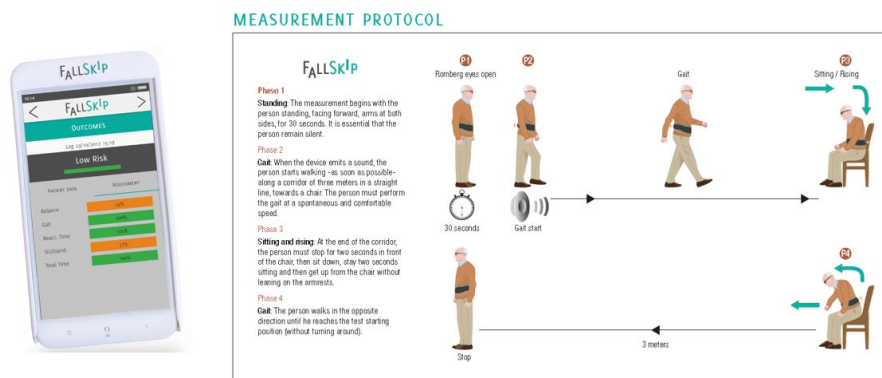 MEASUREMENT PROTOCOL
FALLSKIP
FALLSKIP
OUTCOMES
Low Risk
PATIENT DATA
ASSESSMENT
Balance
Gait
React. Time
Sit/Stand
Total Time
FALLSKIP
Phase 1
Standing: The measurement begins with the
person standing, facing forward, arms at both
sides, for 30 seconds. It is essential that the
person remain silent.
Phase 2
Gait: When the device emits a sound, the
person starts walking -as soon as possible-
along a corridor of three meters in a straight
line, towards a chair. The person must perform
the gait at a spontaneous and comfortable
speed.
Phase 3
Sitting and rising: At the end of the corridor,
the person must stop for two seconds in front
of the chair, then sit down, stay two seconds
sitting and then get up from the chair without
leaning on the armrests.
Phase 4
Gait: The person walks in the opposite
direction until he reaches the test starting
position (without turning around).
P1
Romberg eyes open
P2
Gait
P3
Sitting / Rising
30 seconds
Gait start
P4
3 meters
Stop